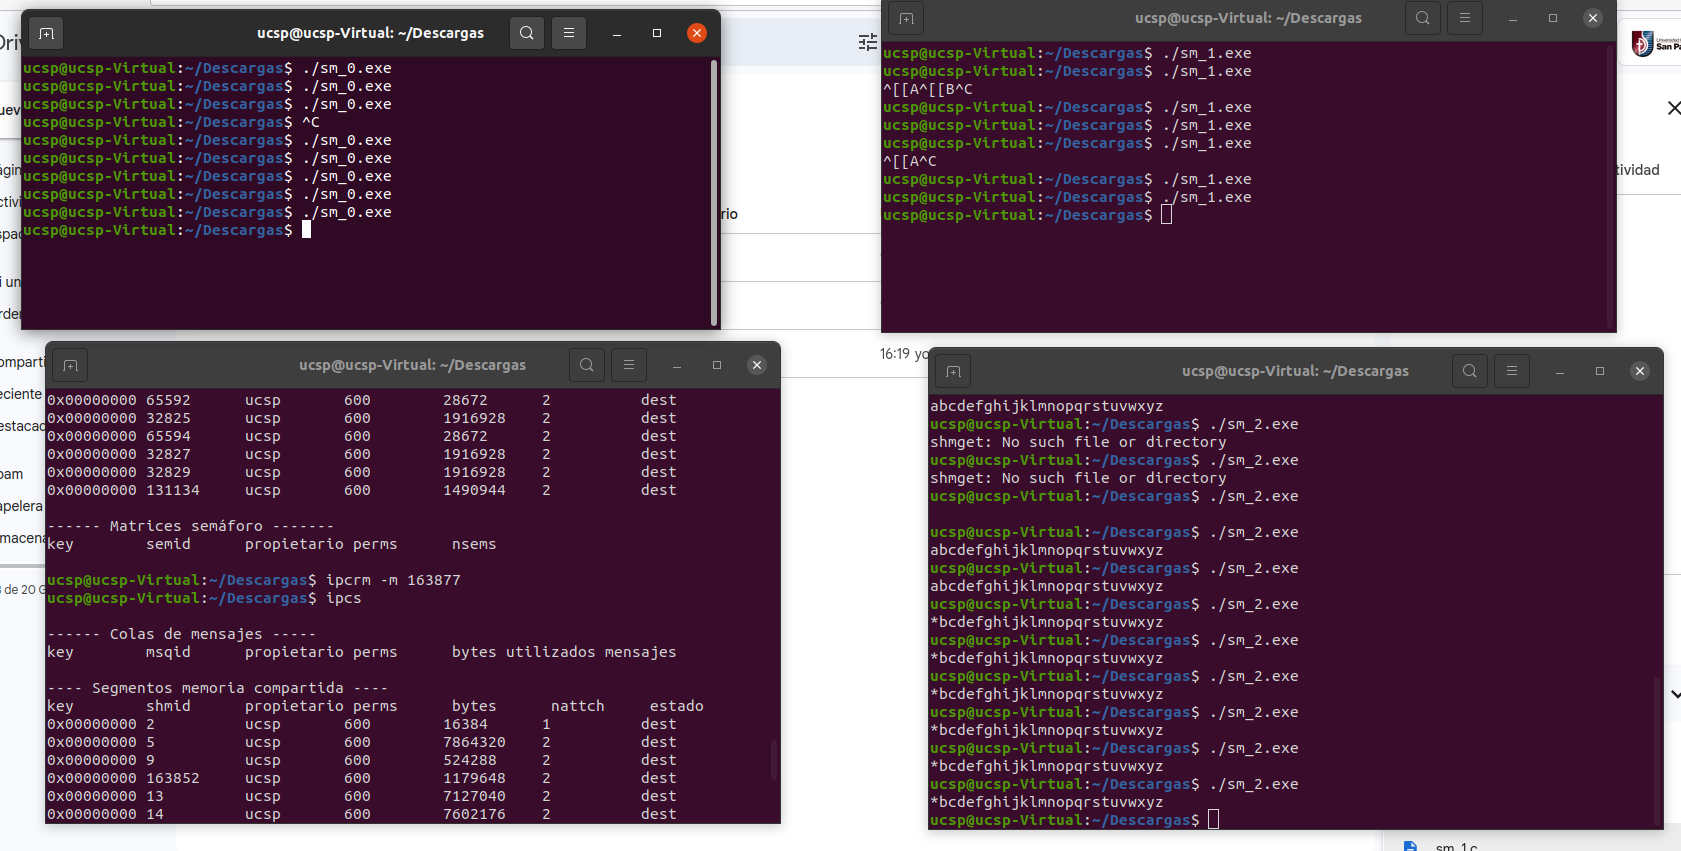 ucsp@ucsp-Virtual: ~/Descargas
ucsp@ucsp-Virtual:~/Descargas$ ./sm_0.exe
ucsp@ucsp-Virtual:~/Descargas$ ./sm_0.exe
ucsp@ucsp-Virtual:~/Descargas$ ./sm_0.exe
ucsp@ucsp-Virtual:~/Descargas$ ^C
ucsp@ucsp-Virtual:~/Descargas$ ./sm_0.exe
ucsp@ucsp-Virtual:~/Descargas$ ./sm_0.exe
ucsp@ucsp-Virtual:~/Descargas$ ./sm_0.exe
ucsp@ucsp-Virtual:~/Descargas$ ./sm_0.exe
ucsp@ucsp-Virtual:~/Descargas$ ./sm_0.exe
ucsp@ucsp-Virtual:~/Descargas$
ucsp@ucsp-Virtual: ~/Descargas
ucsp@ucsp-Virtual:~/Descargas$ ./sm_1.exe
ucsp@ucsp-Virtual:~/Descargas$ ./sm_1.exe
^[[A^[[B^C
ucsp@ucsp-Virtual:~/Descargas$ ./sm_1.exe
ucsp@ucsp-Virtual:~/Descargas$ ./sm_1.exe
ucsp@ucsp-Virtual:~/Descargas$ ./sm_1.exe
^[[A^C
ucsp@ucsp-Virtual:~/Descargas$ ./sm_1.exe
ucsp@ucsp-Virtual:~/Descargas$ ./sm_1.exe
ucsp@ucsp-Virtual:~/Descargas$
ucsp@ucsp-Virtual: ~/Descargas
0x00000000 65592 ucsp 600 28672 2 dest
0x00000000 32825 ucsp 600 1916928 2 dest
0x00000000 65594 ucsp 600 28672 2 dest
0x00000000 32827 ucsp 600 1916928 2 dest
0x00000000 32829 ucsp 600 1916928 2 dest
0x00000000 131134 ucsp 600 1490944 2 dest
------ Matrices semáforo -------
key semid propietario perms nsems
ucsp@ucsp-Virtual:~/Descargas$ ipcrm -m 163877
ucsp@ucsp-Virtual:~/Descargas$ ipcs
------ Colas de mensajes -----
key msqid propietario perms bytes utilizados mensajes
---- Segmentos memoria compartida ----
key shmid propietario perms bytes nattch estado
0x00000000 2 ucsp 600 16384 1 dest
0x00000000 5 ucsp 600 7864320 2 dest
0x00000000 9 ucsp 600 524288 2 dest
0x00000000 163852 ucsp 600 1179648 2 dest
0x00000000 13 ucsp 600 7127040 2 dest
0x00000000 14 ucsp 600 7602176 2 dest
ucsp@ucsp-Virtual: ~/Descargas
abcdefghijklmnopqrstuvwxyz
ucsp@ucsp-Virtual:~/Descargas$ ./sm_2.exe
shmget: No such file or directory
ucsp@ucsp-Virtual:~/Descargas$ ./sm_2.exe
shmget: No such file or directory
ucsp@ucsp-Virtual:~/Descargas$ ./sm_2.exe
ucsp@ucsp-Virtual:~/Descargas$ ./sm_2.exe
abcdefghijklmnopqrstuvwxyz
ucsp@ucsp-Virtual:~/Descargas$ ./sm_2.exe
abcdefghijklmnopqrstuvwxyz
ucsp@ucsp-Virtual:~/Descargas$ ./sm_2.exe
*bcdefghijklmnopqrstuvwxyz
ucsp@ucsp-Virtual:~/Descargas$ ./sm_2.exe
*bcdefghijklmnopqrstuvwxyz
ucsp@ucsp-Virtual:~/Descargas$ ./sm_2.exe
*bcdefghijklmnopqrstuvwxyz
ucsp@ucsp-Virtual:~/Descargas$ ./sm_2.exe
*bcdefghijklmnopqrstuvwxyz
ucsp@ucsp-Virtual:~/Descargas$ ./sm_2.exe
*bcdefghijklmnopqrstuvwxyz
ucsp@ucsp-Virtual:~/Descargas$ ./sm_2.exe
*bcdefghijklmnopqrstuvwxyz
ucsp@ucsp-Virtual:~/Descargas$
16:19 yo
tividad
rio
de 20 G
sm_1.c